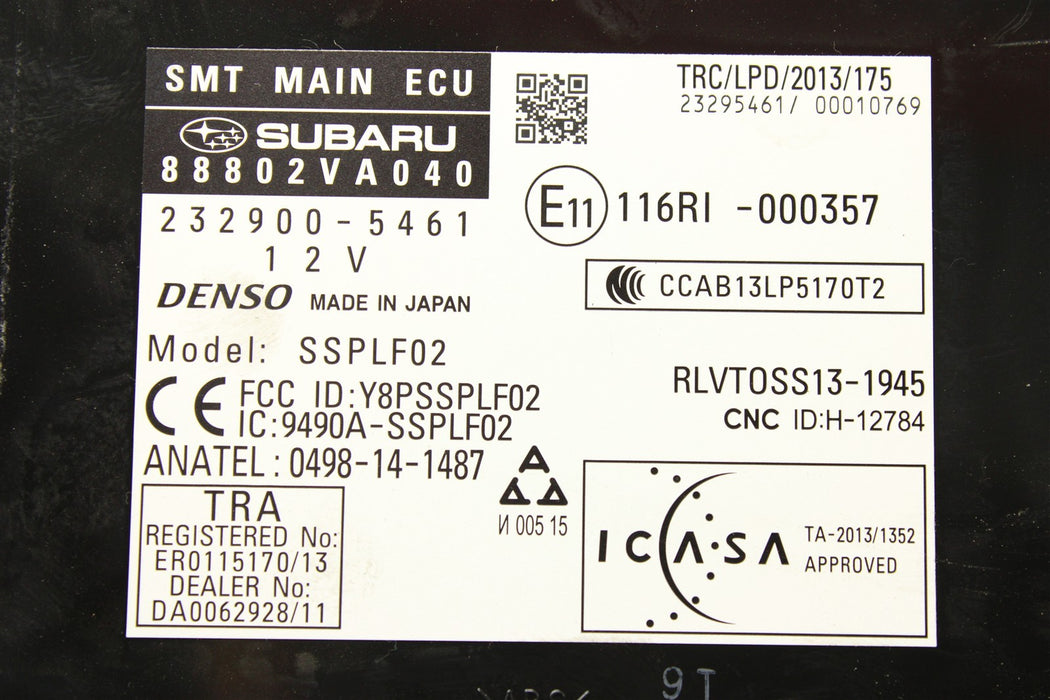 SMT MAIN ECU
SUBARU
88802VA040
232900-5461
12V
DENSO MADE IN JAPAN
Model: SSPLF02
CE FCC ID:Y8PSSPLF02
IC:9490A-SSPLF02
ANATEL:0498-14-1487
TRA
REGISTERED No:
ER0115170/13
DEALER No:
DA0062928/11
TRC/LPD/2013/175
23295461/ 00010769
E11 116RI -000357
CCAB13LP5170T2
RLVTOSS13-1945
CNC ID:H-12784
И 005 15
ICASA
TA-2013/1352
APPROVED
9T